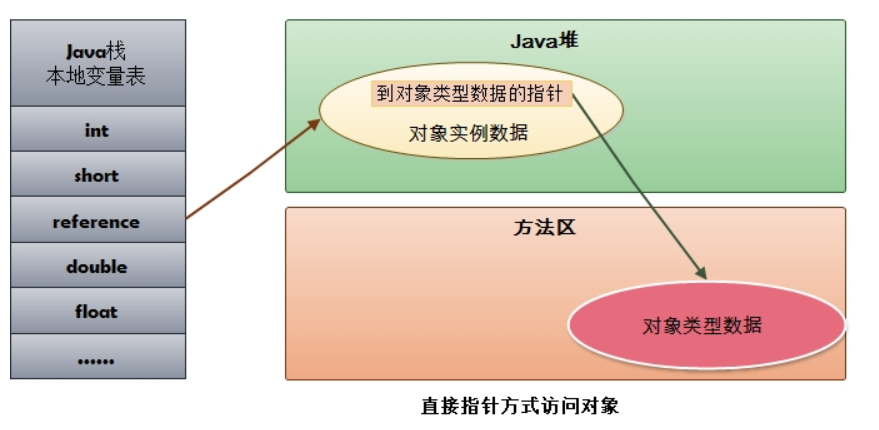 Java栈
本地变量表
int
short
reference
double
float
......
Java堆
到对象类型数据的指针
对象实例数据
方法区
对象类型数据
直接指针方式访问对象